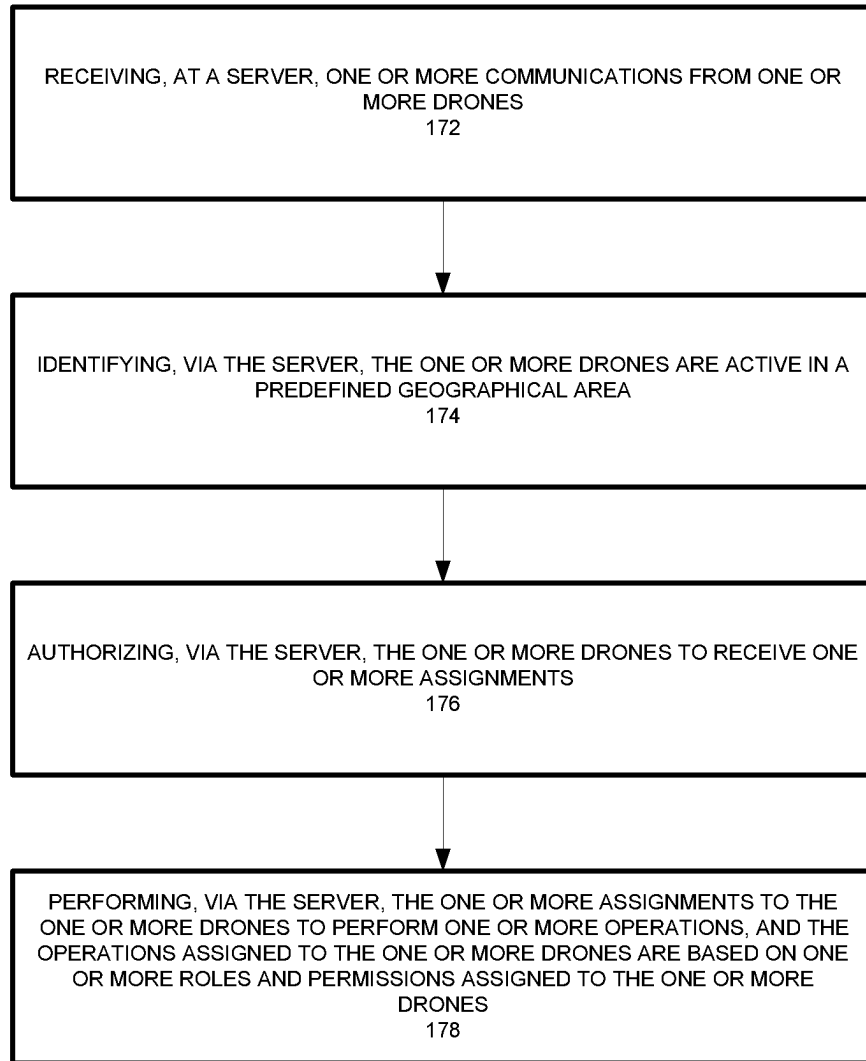 RECEIVING, AT A SERVER, ONE OR MORE COMMUNICATIONS FROM ONE OR
MORE DRONES
172
IDENTIFYING, VIA THE SERVER, THE ONE OR MORE DRONES ARE ACTIVE IN A
PREDEFINED GEOGRAPHICAL AREA
174
AUTHORIZING, VIA THE SERVER, THE ONE OR MORE DRONES TO RECEIVE ONE
OR MORE ASSIGNMENTS
176
PERFORMING, VIA THE SERVER, THE ONE OR MORE ASSIGNMENTS TO THE
ONE OR MORE DRONES TO PERFORM ONE OR MORE OPERATIONS, AND THE
OPERATIONS ASSIGNED TO THE ONE OR MORE DRONES ARE BASED ON ONE
OR MORE ROLES AND PERMISSIONS ASSIGNED TO THE ONE OR MORE
DRONES
178